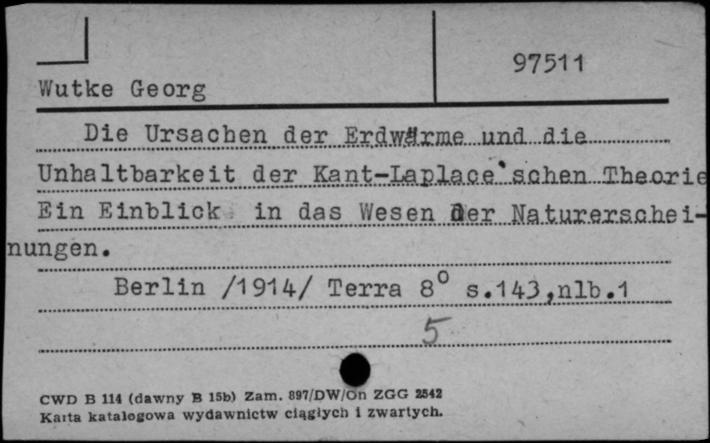 97511
Wutke Georg
Die Ursachen der Erdwärme und die
Unhaltbarkeit der Kant-Laplace'schen Theorie
Ein Einblick in das Wesen der Naturerschei-
nungen.
Berlin /1914/ Terra 8° s.143,nlb.1
5
CWD B 114 (dawny B 15b) Zam. 897/DW/On ZGG 2542
Karta katalogowa wydawnictw ciągłych i zwartych.